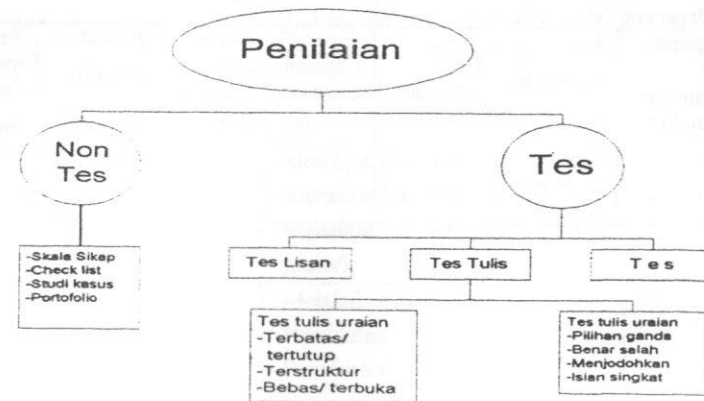 Penilaian
Non
Tes
Tes
-Skala Sikap
-Check list
-Studi kasus
-Portofolio
Tes Lisan
Tes Tulis
T e s
Tes tulis uraian
-Terbatas/
tertutup
-Terstruktur
-Bebas/ terbuka
Tes tulis uraian
-Pilihan ganda
-Benar salah
-Menjodohkan
-Isian singkat